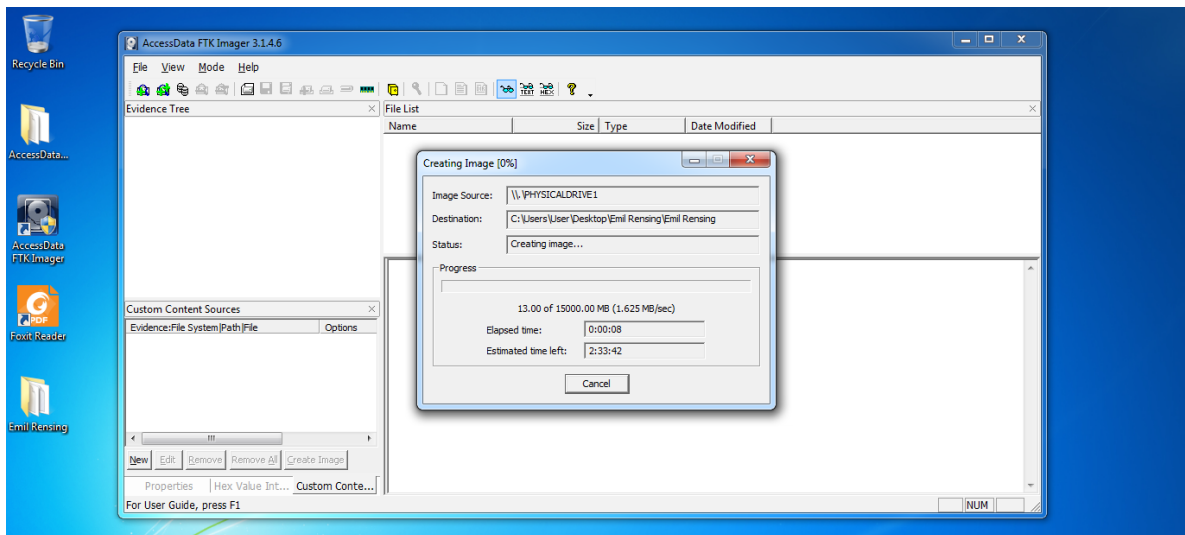 Recycle Bin
AccessData...
AccessData
FTK Imager
PDF
Foxit Reader
Emil Rensing
AccessData FTK Imager 3.1.4.6
File View Mode Help
TEXT HEX
Evidence Tree
File List
Name Size Type Date Modified
Creating Image [0%]
Image Source: \\.\PHYSICALDRIVE1
Destination: C:\Users\User\Desktop\Emil Rensing\Emil Rensing
Status: Creating image...
Progress
13.00 of 15000.00 MB (1.625 MB/sec)
Elapsed time: 0:00:08
Estimated time left: 2:33:42
Cancel
Custom Content Sources
Evidence:File System|Path|File Options
New Edit Remove Remove All Create Image
Properties Hex Value Int... Custom Conte...
For User Guide, press F1
NUM